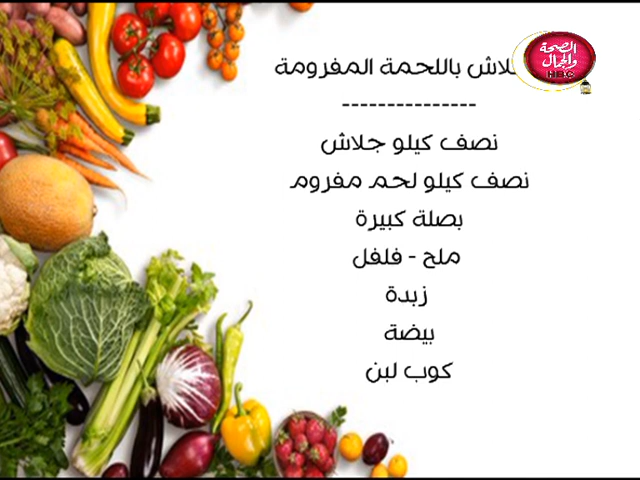 الصحة
والجمال
HBC
باللحمة المفرومة
---------------
نصف كيلو جلاش
نصف كيلو لحم مفروم
بصلة كبيرة
ملح - فلفل
زبدة
بيضة
كوب لبن